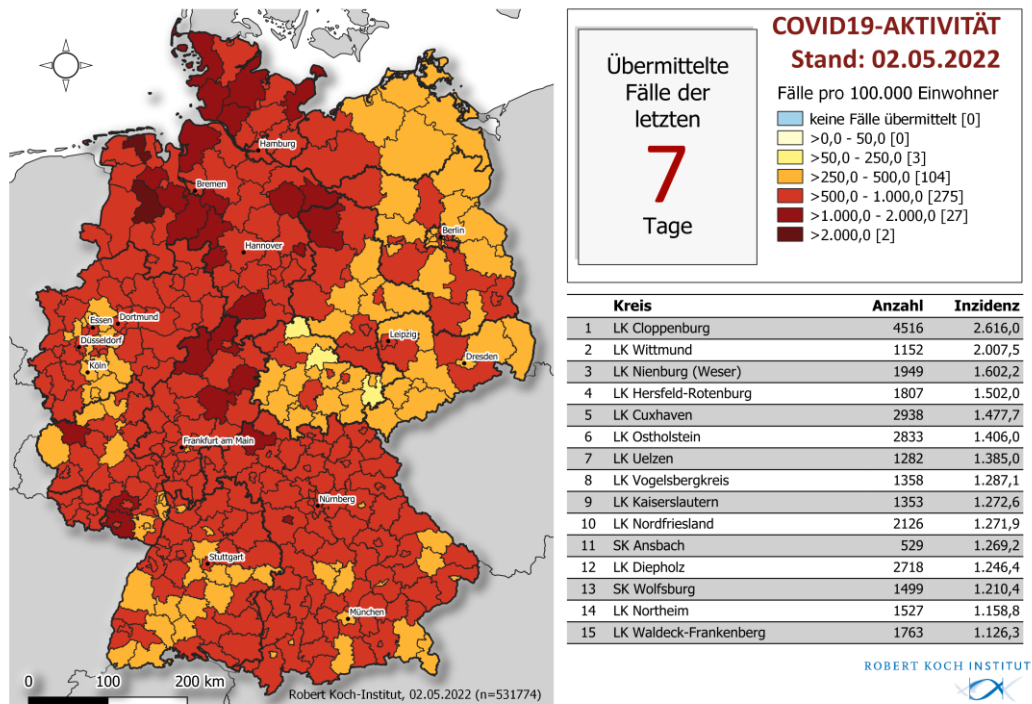 COVID19-AKTIVITÄT
Stand: 02.05.2022
Übermittelte
Fälle der
letzten
7
Tage
Fälle pro 100.000 Einwohner
keine Fälle übermittelt [0]
>0,0 - 50,0 [0]
>50,0 - 250,0 [3]
>250,0 - 500,0 [104]
>500,0 - 1.000,0 [275]
>1.000,0 - 2.000,0 [27]
>2.000,0 [2]
Hamburg
Bremen
Berlin
Hannover
Essen
Dortmund
Düsseldorf
Leipzig
Dresden
Köln
Frankfurt am Main
Nürnberg
Stuttgart
München
0 100 200 km
Robert Koch-Institut, 02.05.2022 (n=531774)
Kreis Anzahl Inzidenz
1 LK Cloppenburg 4516 2.616,0
2 LK Wittmund 1152 2.007,5
3 LK Nienburg (Weser) 1949 1.602,2
4 LK Hersfeld-Rotenburg 1807 1.502,0
5 LK Cuxhaven 2938 1.477,7
6 LK Ostholstein 2833 1.406,0
7 LK Uelzen 1282 1.385,0
8 LK Vogelsbergkreis 1358 1.287,1
9 LK Kaiserslautern 1353 1.272,6
10 LK Nordfriesland 2126 1.271,9
11 SK Ansbach 529 1.269,2
12 LK Diepholz 2718 1.246,4
13 SK Wolfsburg 1499 1.210,4
14 LK Northeim 1527 1.158,8
15 LK Waldeck-Frankenberg 1763 1.126,3
ROBERT KOCH INSTITUT